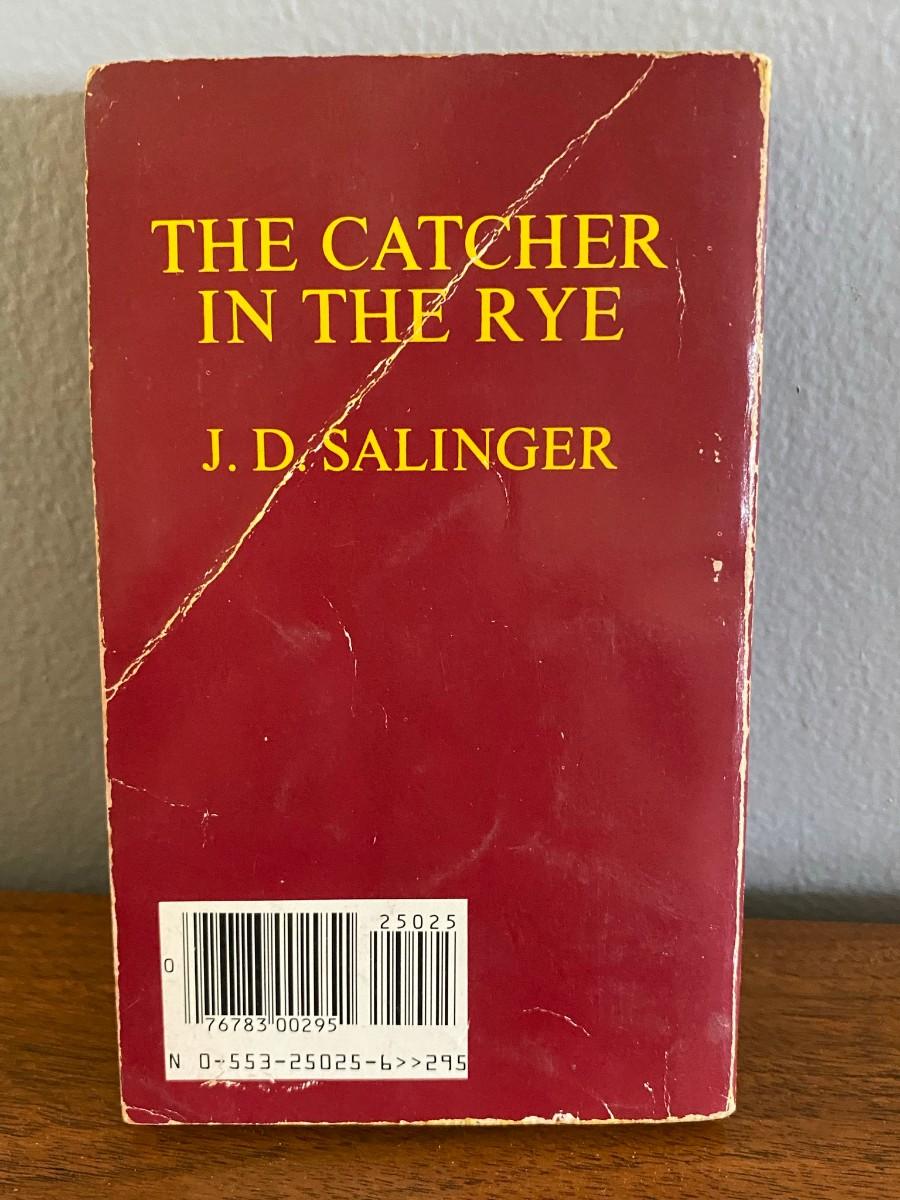 THE CATCHER
IN THE RYE
J. D. SALINGER
25025
0
76783 00295
N 0-553-25025-6>>295